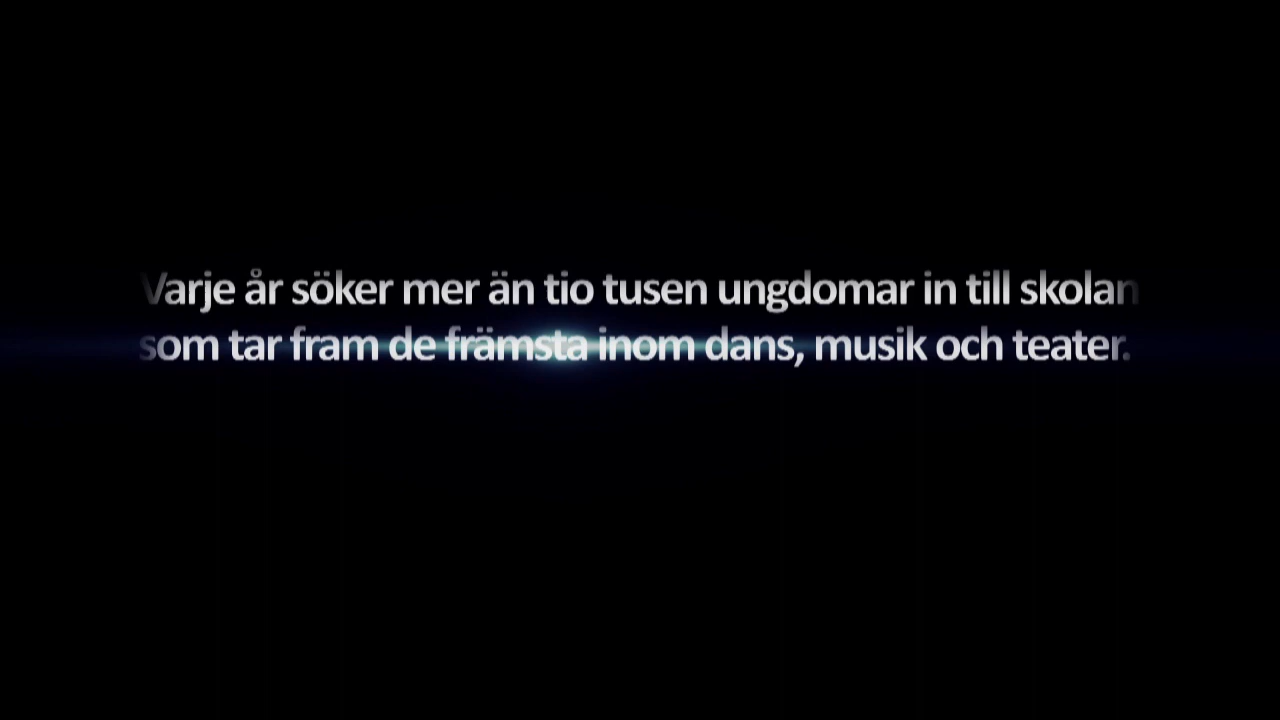 Varje år söker mer än tio tusen ungdomar in till skolan
som tar fram de främsta inom dans, musik och teater.